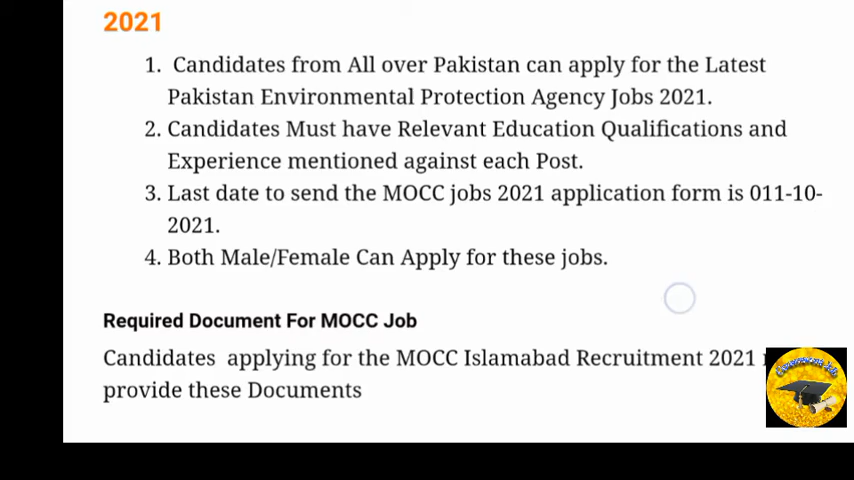 2021
1. Candidates from All over Pakistan can apply for the Latest
Pakistan Environmental Protection Agency Jobs 2021.
2. Candidates Must have Relevant Education Qualifications and
Experience mentioned against each Post.
3. Last date to send the MOCC jobs 2021 application form is 011-10-
2021.
4. Both Male/Female Can Apply for these jobs.
Required Document For MOCC Job
Candidates applying for the MOCC Islamabad Recruitment 2021
provide these Documents